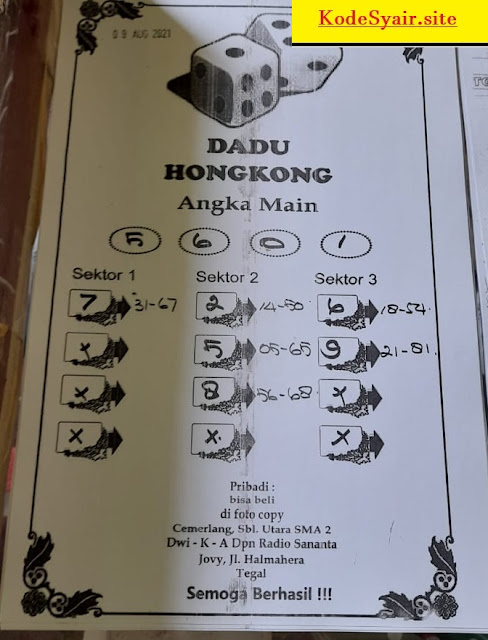 KodeSyair.site
09 AUG 2021
DADU
HONGKONG
Angka Main
5 6 0 1
Sektor 1 Sektor 2 Sektor 3
7 31-67 2 14-50 6 18-54
x 5 05-65 9 21-81
x 8 56-68 x
x x x
Pribadi :
bisa beli
di foto copy
Cemerlang, Sbl. Utara SMA 2
Dwi - K - A Dpn Radio Sananta
Jovy, Jl. Halmahera
Tegal
Semoga Berhasil !!!